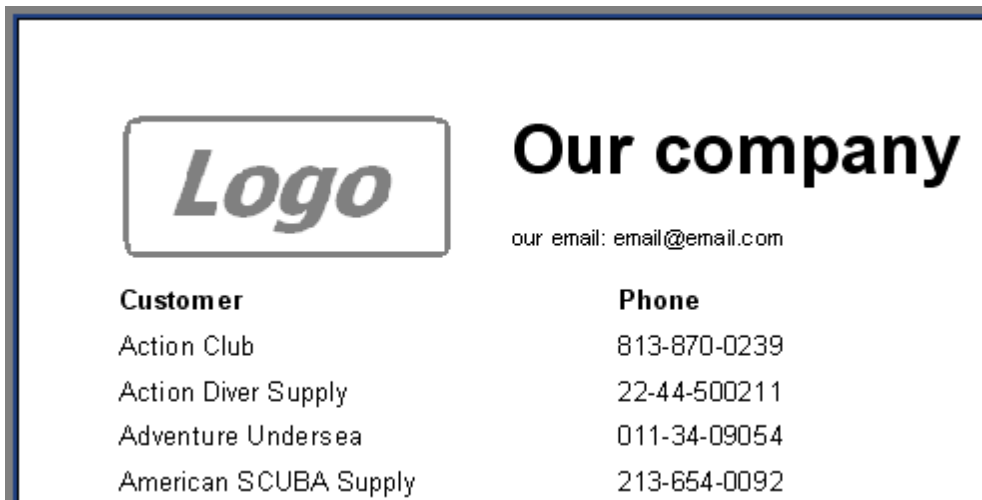 Logo
Our company
our email: email@email.com
Customer Phone
Action Club 813-870-0239
Action Diver Supply 22-44-500211
Adventure Undersea 011-34-09054
American SCUBA Supply 213-654-0092